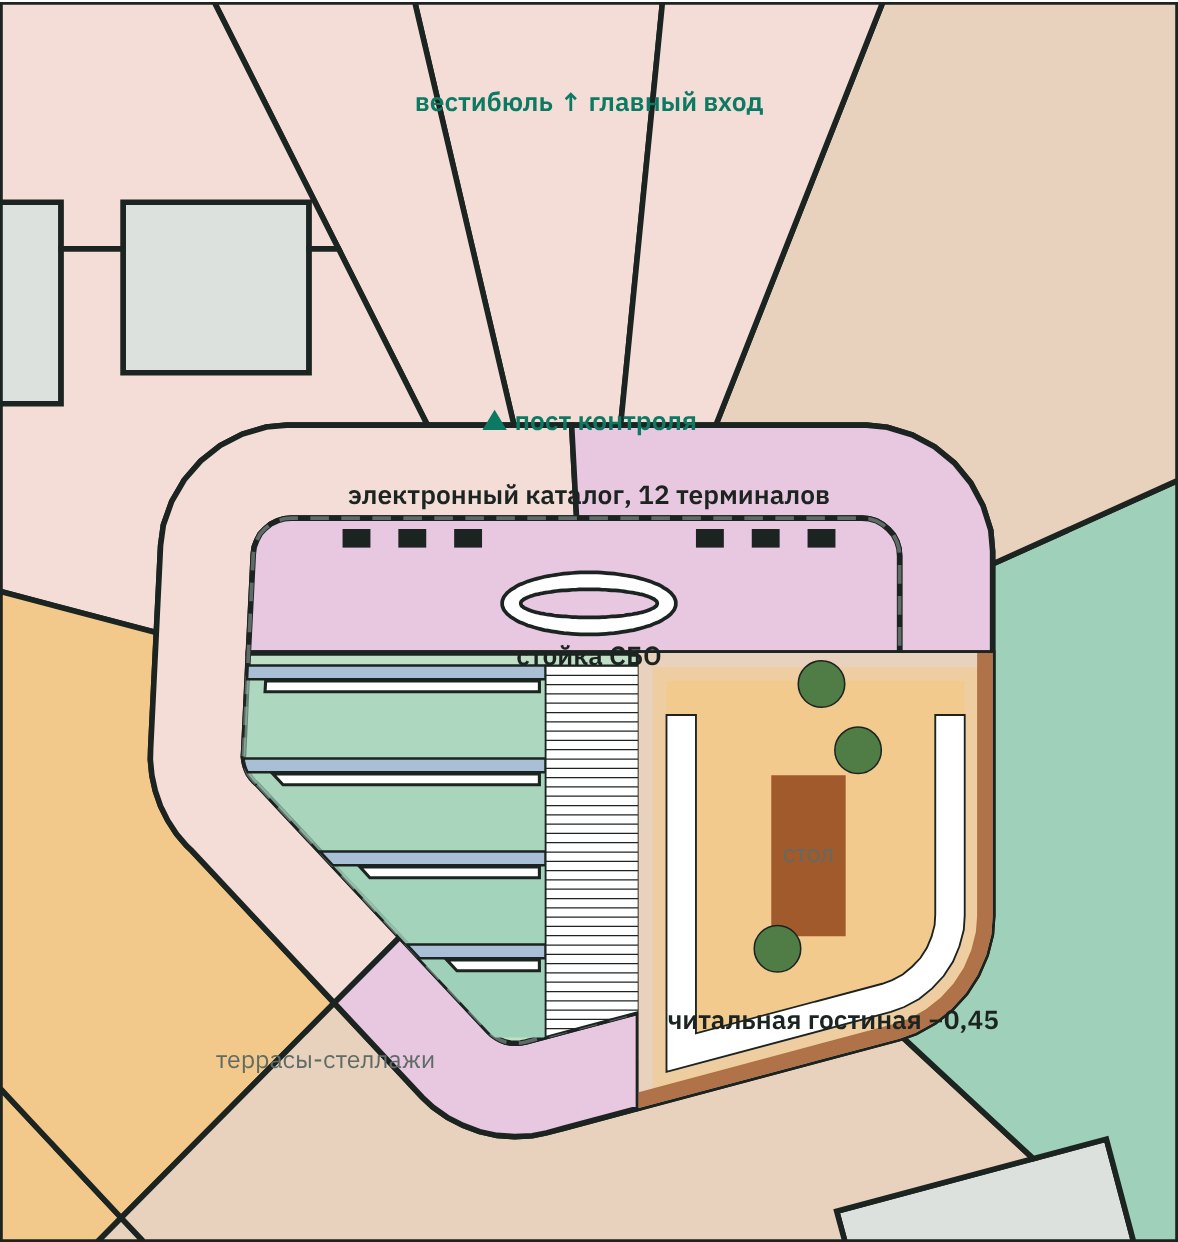 вестибюль ↑ главный вход
▲ пост контроля
электронный каталог, 12 терминалов
стойка СБО
стол
читальная гостиная −0,45
террасы-стеллажи